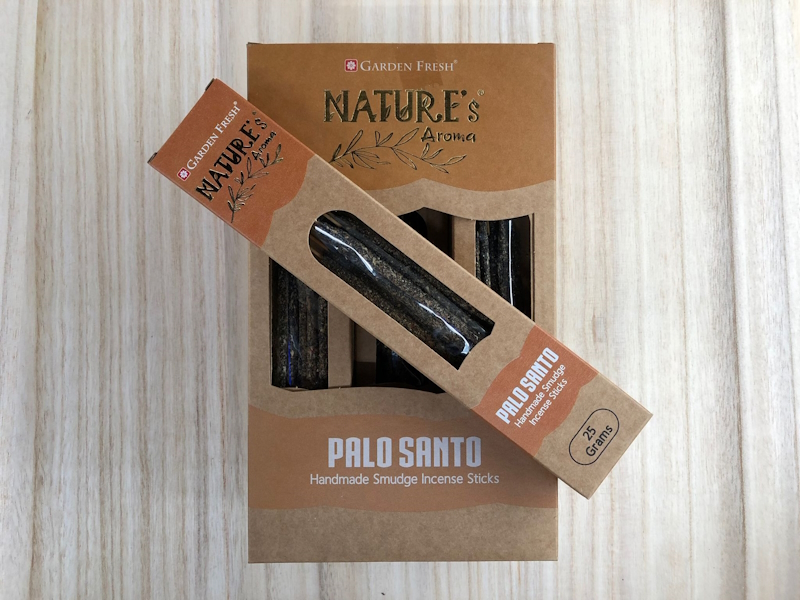 GARDEN FRESH®
NATURE's®
Aroma
PALO SANTO
Handmade Smudge Incense Sticks
GARDEN FRESH®
NATURE's®
Aroma
PALO SANTO
Handmade Smudge
Incense Sticks
25
Grams